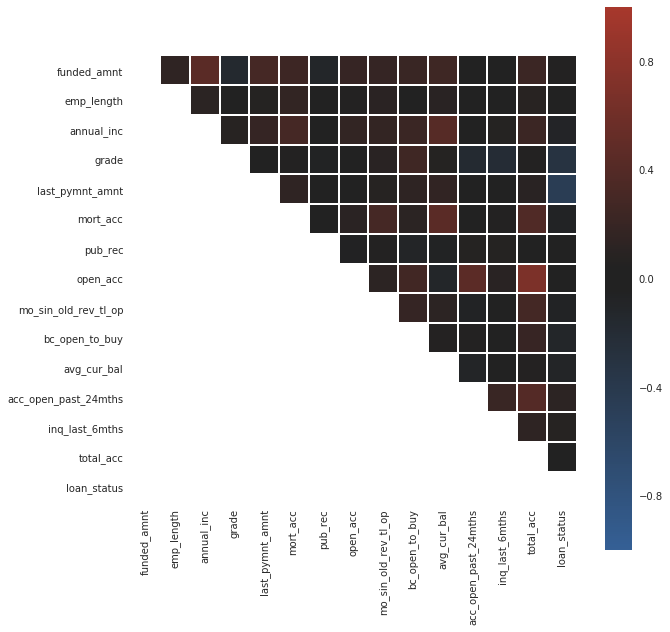 funded_amnt
emp_length
annual_inc
grade
last_pymnt_amnt
mort_acc
pub_rec
open_acc
mo_sin_old_rev_tl_op
bc_open_to_buy
avg_cur_bal
acc_open_past_24mths
inq_last_6mths
total_acc
loan_status
funded_amnt
emp_length
annual_inc
grade
last_pymnt_amnt
mort_acc
pub_rec
open_acc
mo_sin_old_rev_tl_op
bc_open_to_buy
avg_cur_bal
acc_open_past_24mths
inq_last_6mths
total_acc
loan_status
0.8
0.4
0.0
−0.4
−0.8